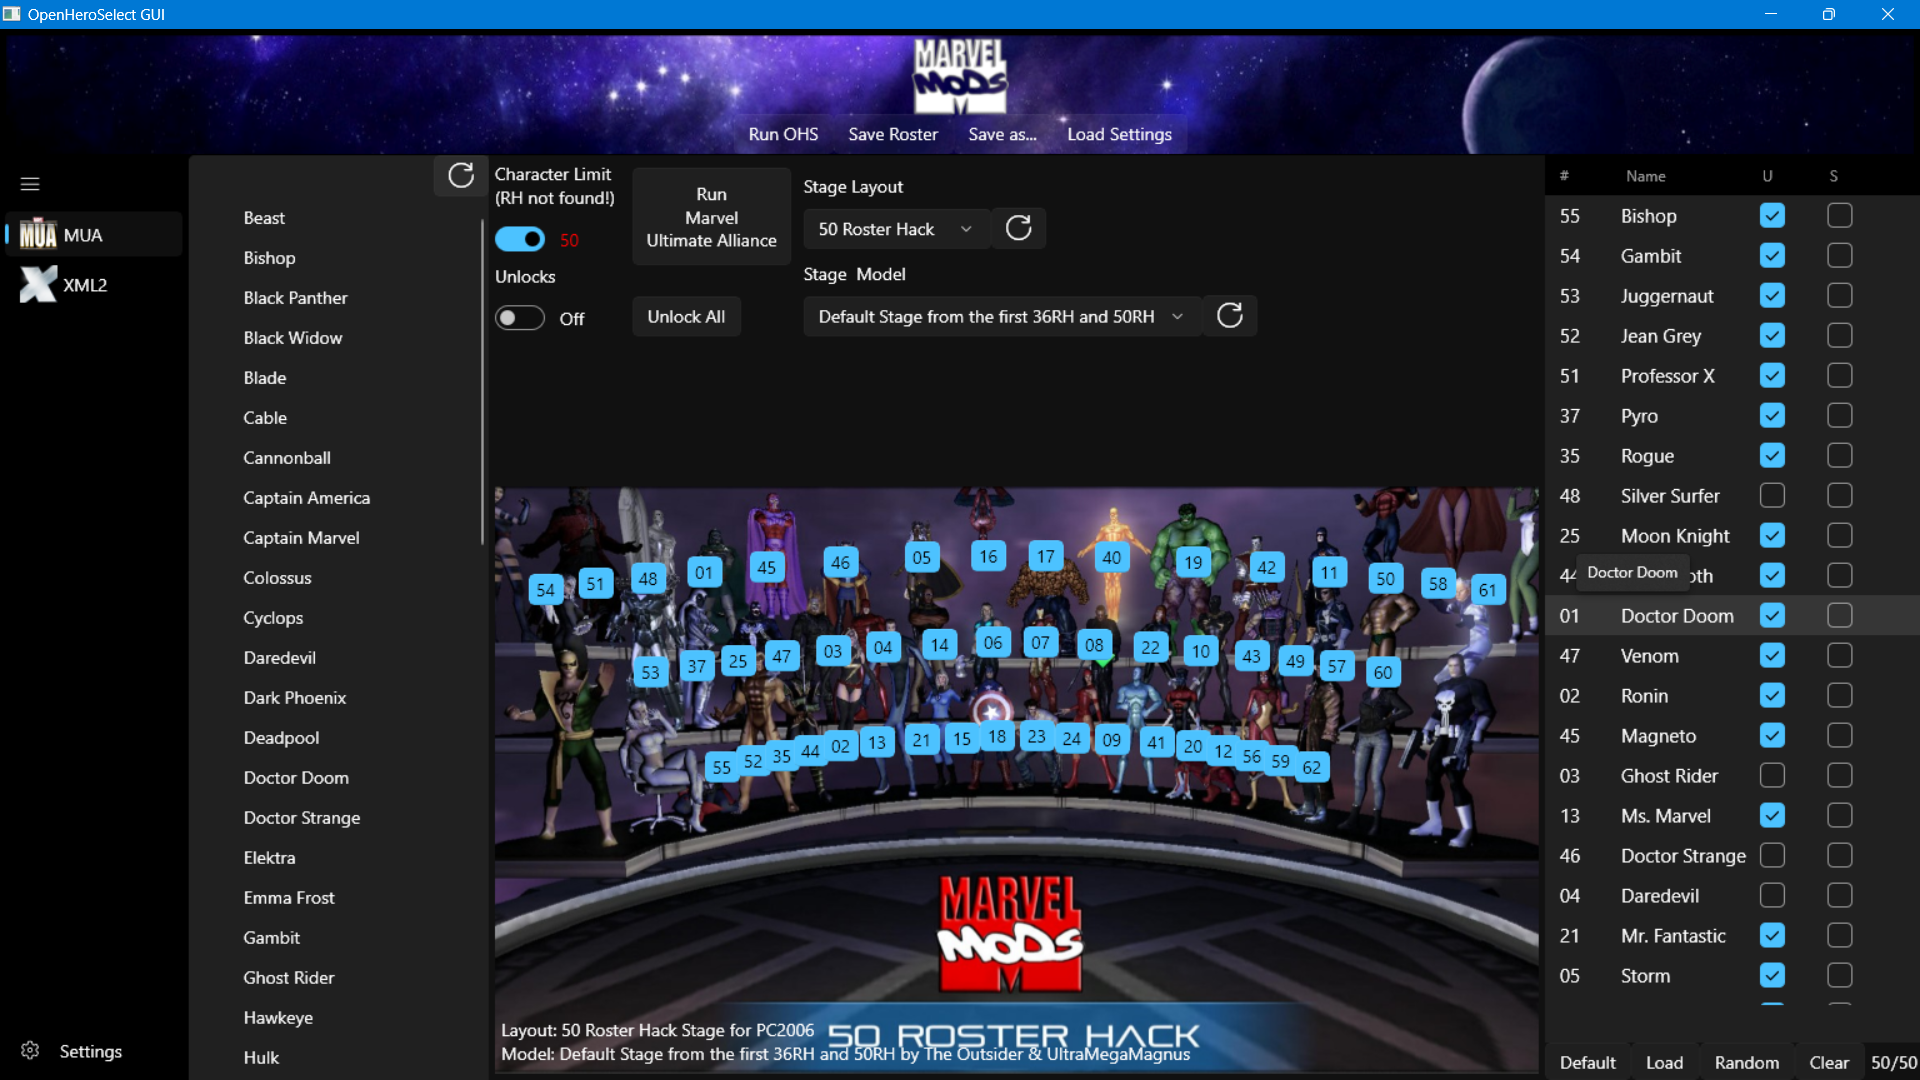 OpenHeroSelect GUI
MARVEL
MODS
M
Run OHS Save Roster Save as... Load Settings
MUA MUA
XML2
Settings
Beast
Bishop
Black Panther
Black Widow
Blade
Cable
Cannonball
Captain America
Captain Marvel
Colossus
Cyclops
Daredevil
Dark Phoenix
Deadpool
Doctor Doom
Doctor Strange
Elektra
Emma Frost
Gambit
Ghost Rider
Hawkeye
Hulk
Character Limit
(RH not found!)
50
Unlocks
Off
Run
Marvel
Ultimate Alliance
Unlock All
Stage Layout
50 Roster Hack
Stage Model
Default Stage from the first 36RH and 50RH
54 51 48 01 45 46 05 16 17 40 19 42 11 50 58 61
53 37 25 47 03 04 14 06 07 08 22 10 43 49 57 60
55 52 35 44 02 13 21 15 18 23 24 09 41 20 12 56 59 62
MARVEL
MODS
M
50 ROSTER HACK
Layout: 50 Roster Hack Stage for PC2006
Model: Default Stage from the first 36RH and 50RH by The Outsider & UltraMegaMagnus
# Name U S
55 Bishop
54 Gambit
53 Juggernaut
52 Jean Grey
51 Professor X
37 Pyro
35 Rogue
48 Silver Surfer
25 Moon Knight
Doctor Doom
44 oth
01 Doctor Doom
47 Venom
02 Ronin
45 Magneto
03 Ghost Rider
13 Ms. Marvel
46 Doctor Strange
04 Daredevil
21 Mr. Fantastic
05 Storm
Default Load Random Clear 50/50